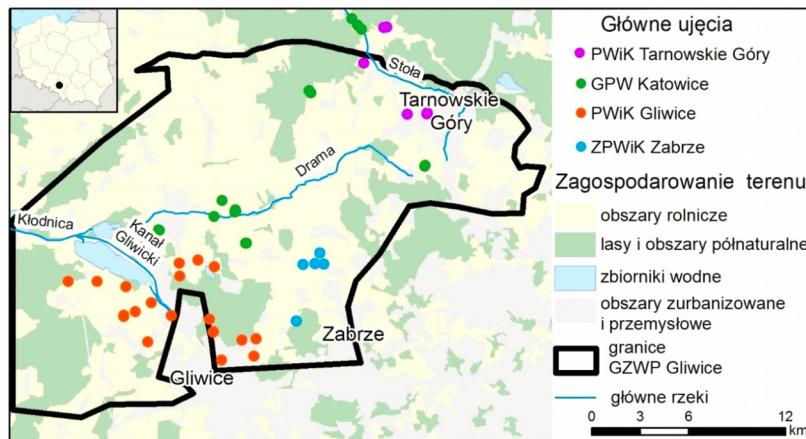 Stoła
Tarnowskie
Góry
Drama
Kłodnica
Kanał
Gliwicki
Zabrze
Gliwice
Główne ujęcia
PWiK Tarnowskie Góry
GPW Katowice
PWiK Gliwice
ZPWiK Zabrze
Zagospodarowanie terenu
obszary rolnicze
lasy i obszary półnaturalne
zbiorniki wodne
obszary zurbanizowane
i przemysłowe
granice
GZWP Gliwice
główne rzeki
0 3 6 12
km